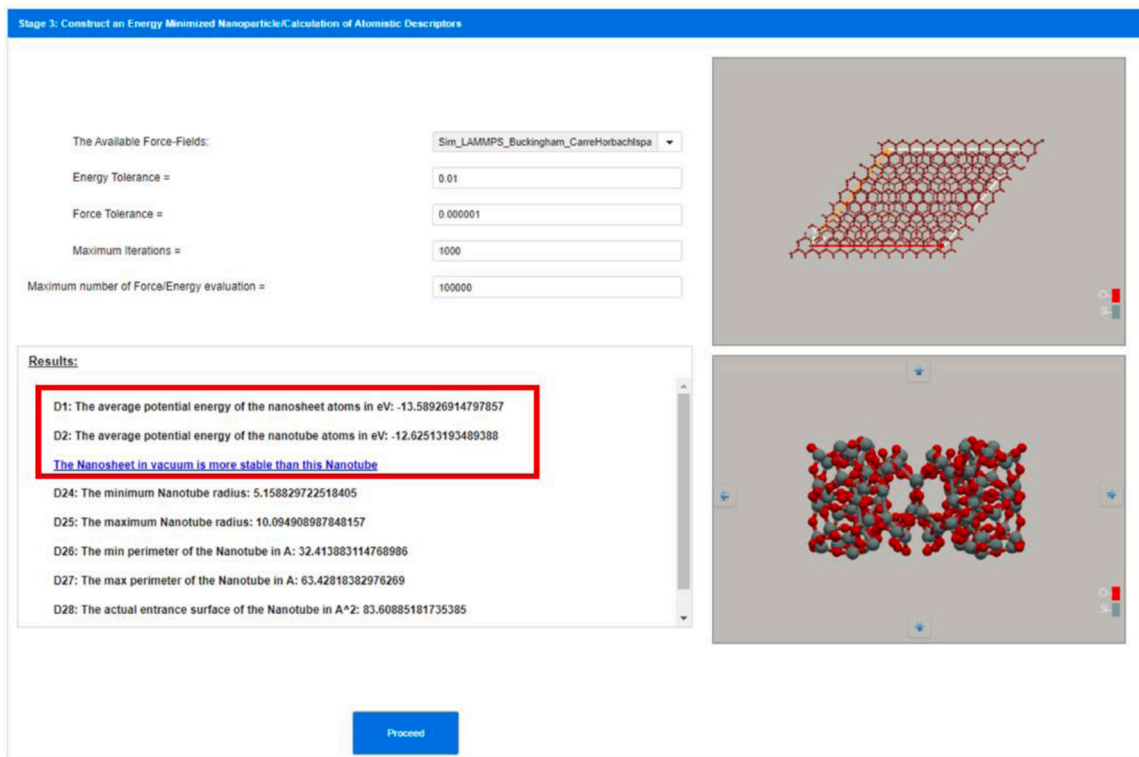 Stage 3: Construct an Energy Minimized Nanoparticle/Calculation of Atomistic Descriptors
The Available Force-Fields: Sim_LAMMPS_Buckingham_CarreHorbachIspa
Energy Tolerance = 0.01
Force Tolerance = 0.000001
Maximum Iterations = 1000
Maximum number of Force/Energy evaluation = 100000
O-
Si-
Results:
D1: The average potential energy of the nanosheet atoms in eV: -13.58926914797857
D2: The average potential energy of the nanotube atoms in eV: -12.62513193489388
The Nanosheet in vacuum is more stable than this Nanotube
D24: The minimum Nanotube radius: 5.158829722518405
D25: The maximum Nanotube radius: 10.094908987848157
D26: The min perimeter of the Nanotube in A: 32.413883114768986
D27: The max perimeter of the Nanotube in A: 63.42818382976269
D28: The actual entrance surface of the Nanotube in A^2: 83.60885181735385
O-
Si-
Proceed